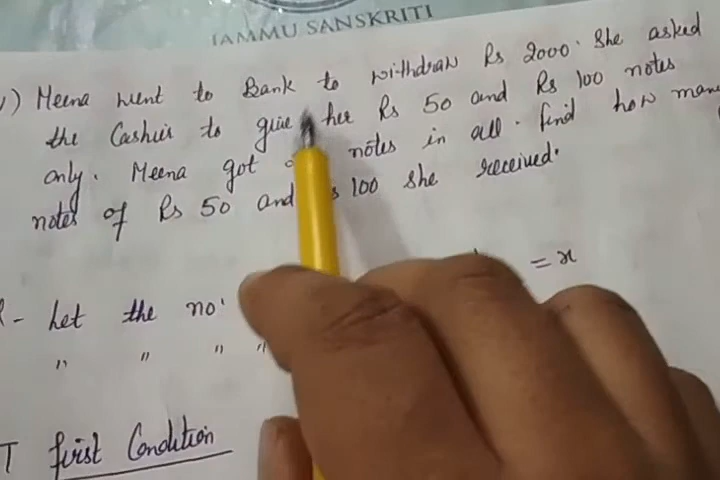 JAMMU SANSKRITI
) Meena went to Bank to withdraw Rs 2000. She asked
the Cashier to give her Rs 50 and Rs 100 notes
only. Meena got notes in all. find how many
notes of Rs 50 and 100 she received.
- Let the no. = x
" " " "
T first Condition